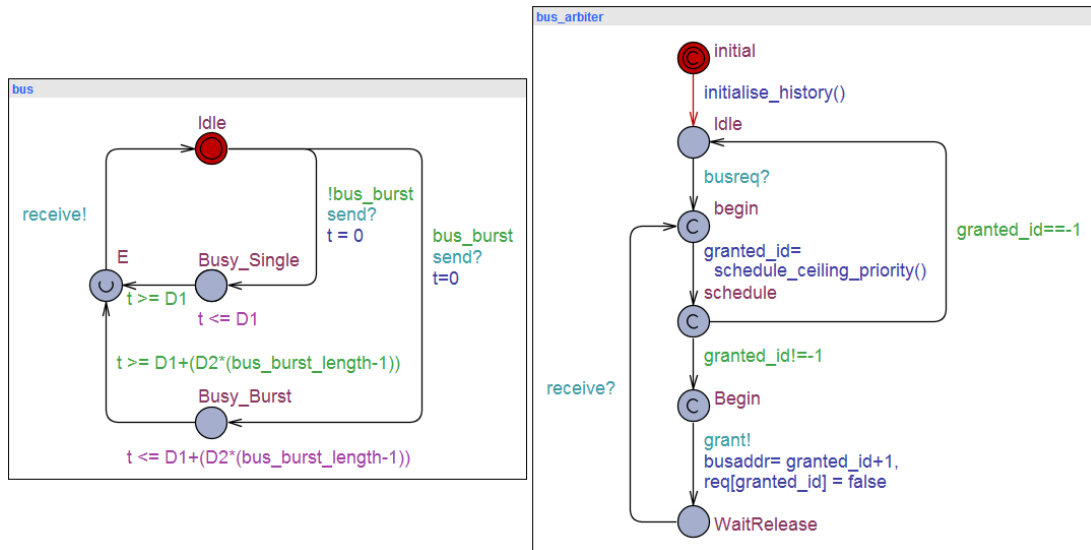 bus
Idle
!bus_burst
send?
t = 0
bus_burst
send?
t=0
receive!
E
Busy_Single
t >= D1
t <= D1
t >= D1+(D2*(bus_burst_length-1))
Busy_Burst
t <= D1+(D2*(bus_burst_length-1))
bus_arbiter
C
initial
initialise_history()
Idle
busreq?
begin
C
granted_id=
schedule_ceiling_priority()
schedule
C
granted_id==-1
granted_id!=-1
receive?
Begin
C
grant!
busaddr= granted_id+1,
req[granted_id] = false
WaitRelease